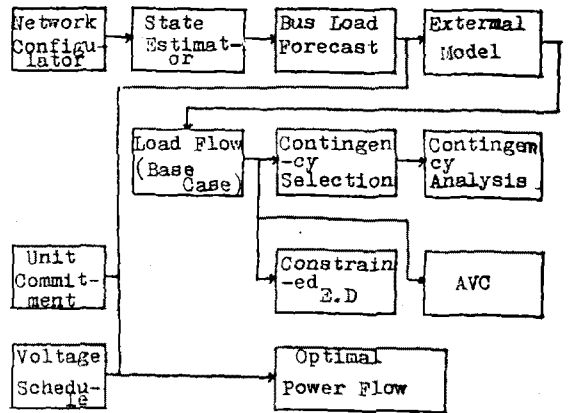 Network
Configu-
lator
State
Estimat-
or
Bus Load
Forecast
Extermal
Model
Load Flow
(Base
Case)
Contingen
-cy
Selection
Contingen
cy
Analysis
Unit
Commit-
ment
Constrain
-ed
E.D
AVC
Voltage
Schedu-
le
Optimal
Power Flow